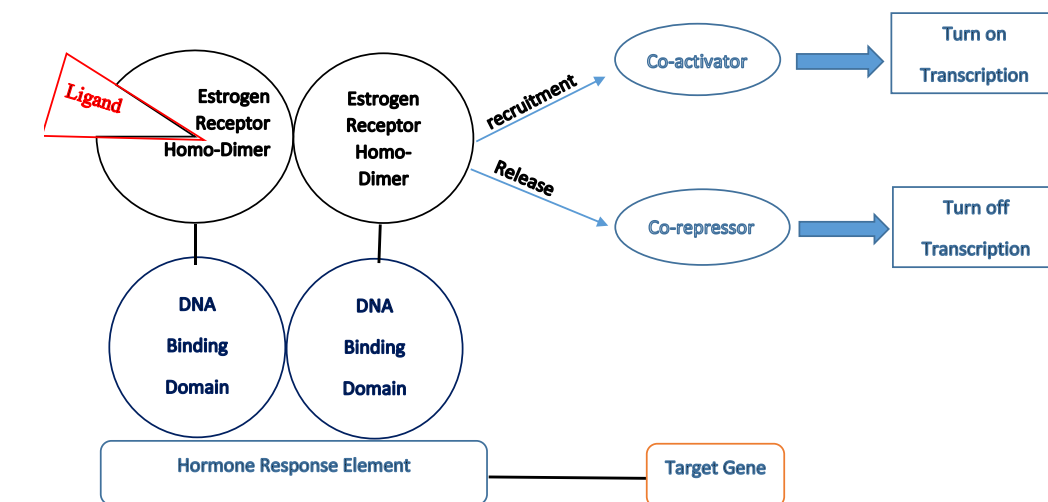 Ligand
Estrogen
Receptor
Homo-Dimer
Estrogen
Receptor
Homo-
Dimer
recruitment
Release
Co-activator
Turn on
Transcription
Co-repressor
Turn off
Transcription
DNA
Binding
Domain
DNA
Binding
Domain
Hormone Response Element
Target Gene